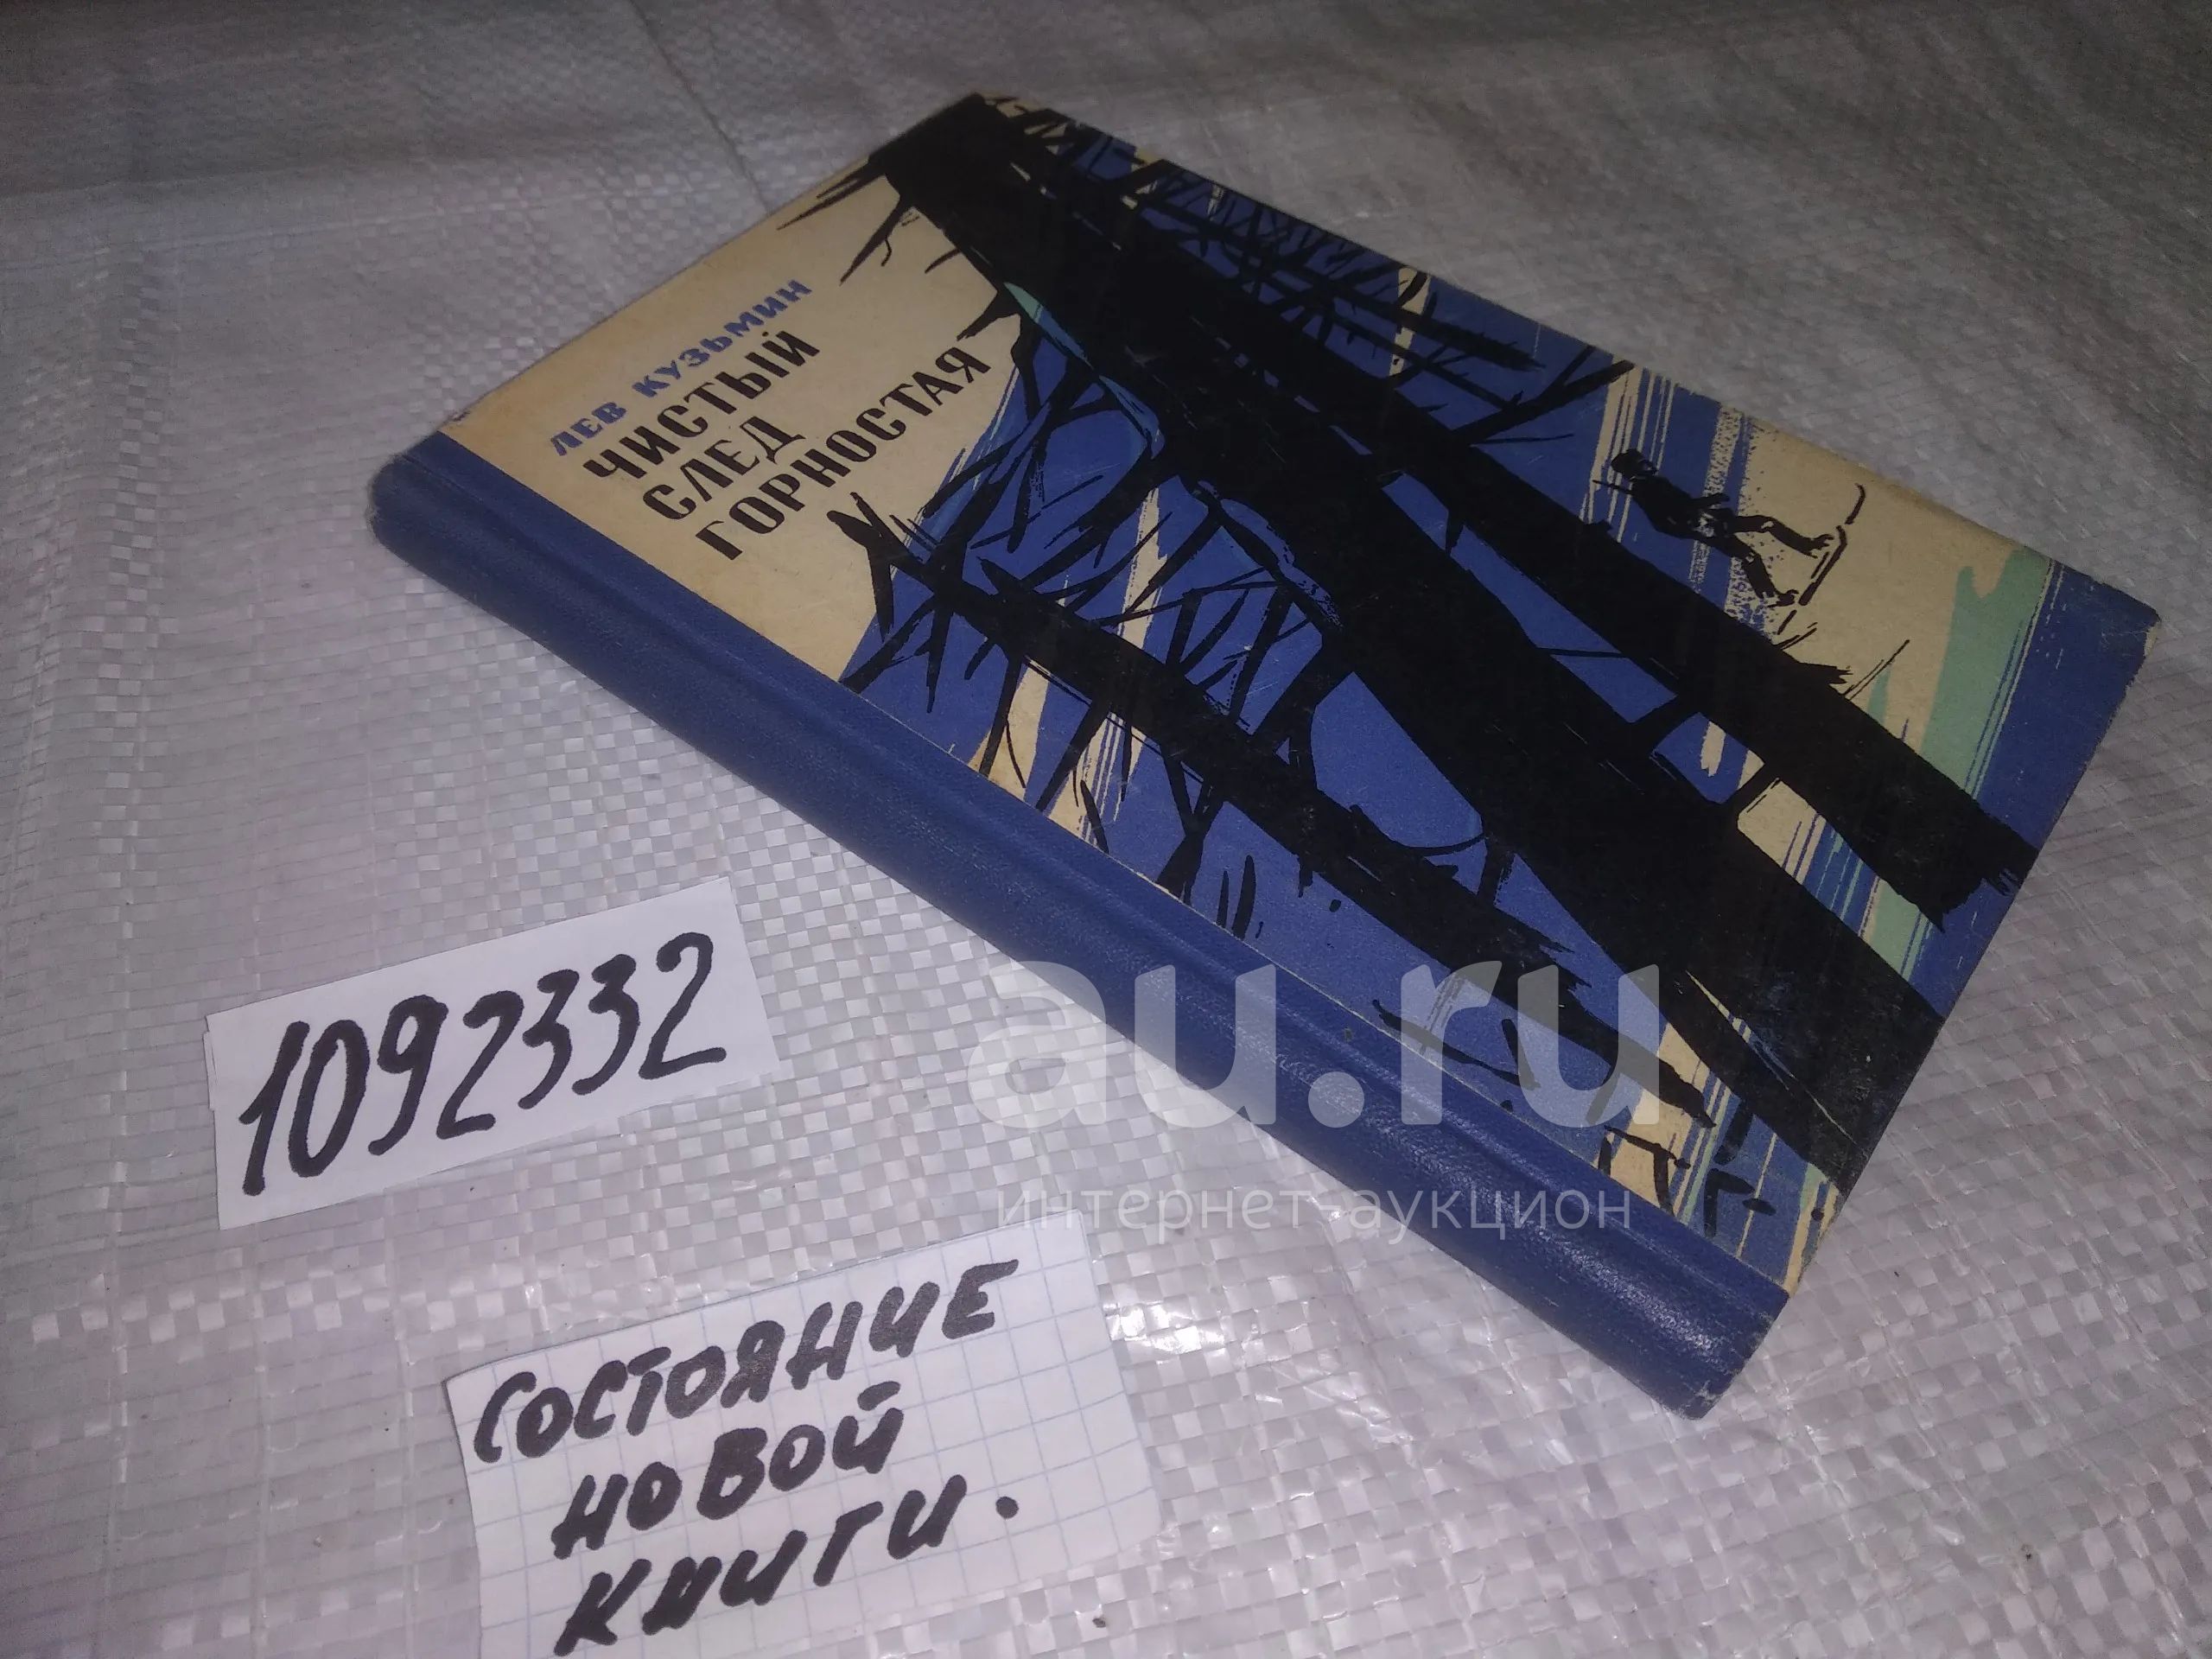 ЛЕВ КУЗЬМИН
ЧИСТЫЙ
СЛЕД
ГОРНОСТАЯ
1092332
au.ru
интернет-аукцион
СОСТОЯНИЕ
НОВОЙ
КНИГИ.